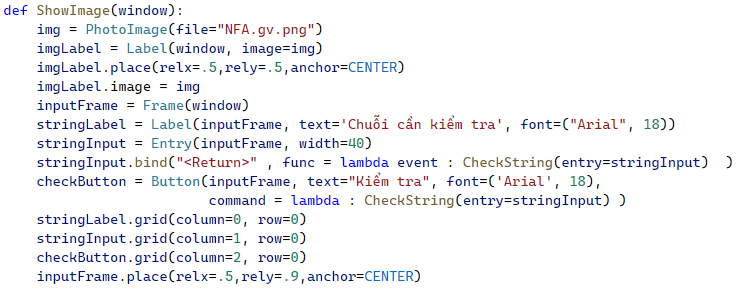 def ShowImage(window):
    img = PhotoImage(file="NFA.gv.png")
    imgLabel = Label(window, image=img)
    imgLabel.place(relx=.5,rely=.5,anchor=CENTER)
    imgLabel.image = img
    inputFrame = Frame(window)
    stringLabel = Label(inputFrame, text='Chuỗi cần kiểm tra', font=("Arial", 18))
    stringInput = Entry(inputFrame, width=40)
    stringInput.bind("<Return>" , func = lambda event : CheckString(entry=stringInput)  )
    checkButton = Button(inputFrame, text="Kiểm tra", font=('Arial', 18),
                         command = lambda : CheckString(entry=stringInput) )
    stringLabel.grid(column=0, row=0)
    stringInput.grid(column=1, row=0)
    checkButton.grid(column=2, row=0)
    inputFrame.place(relx=.5,rely=.9,anchor=CENTER)